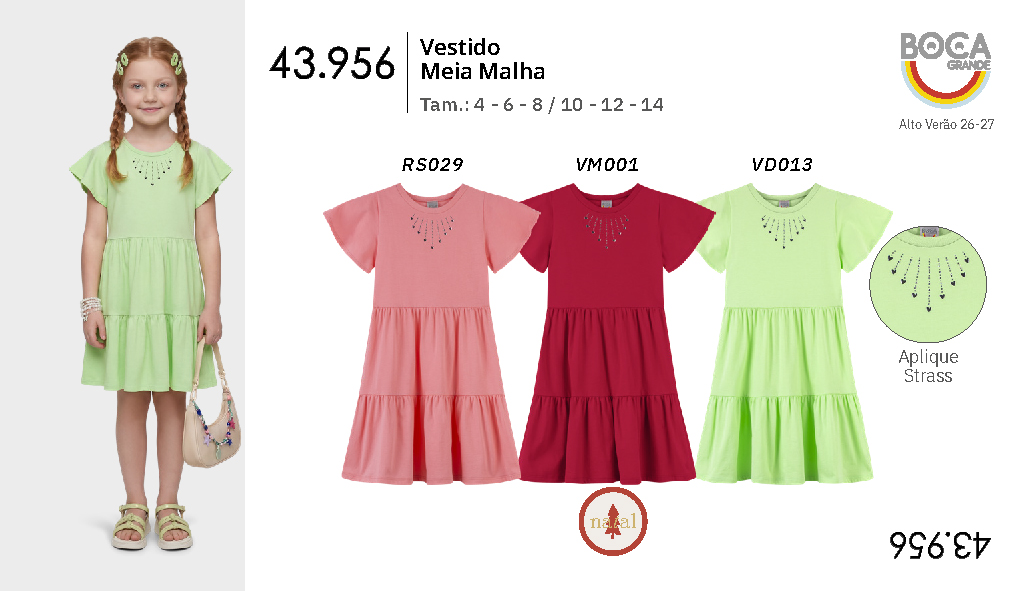 43.956
Vestido
Meia Malha
Tam.: 4 - 6 - 8 / 10 - 12 - 14
BOCA
GRANDE
Alto Verão 26-27
RS029
VM001
VD013
Aplique
Strass
natal
43.956